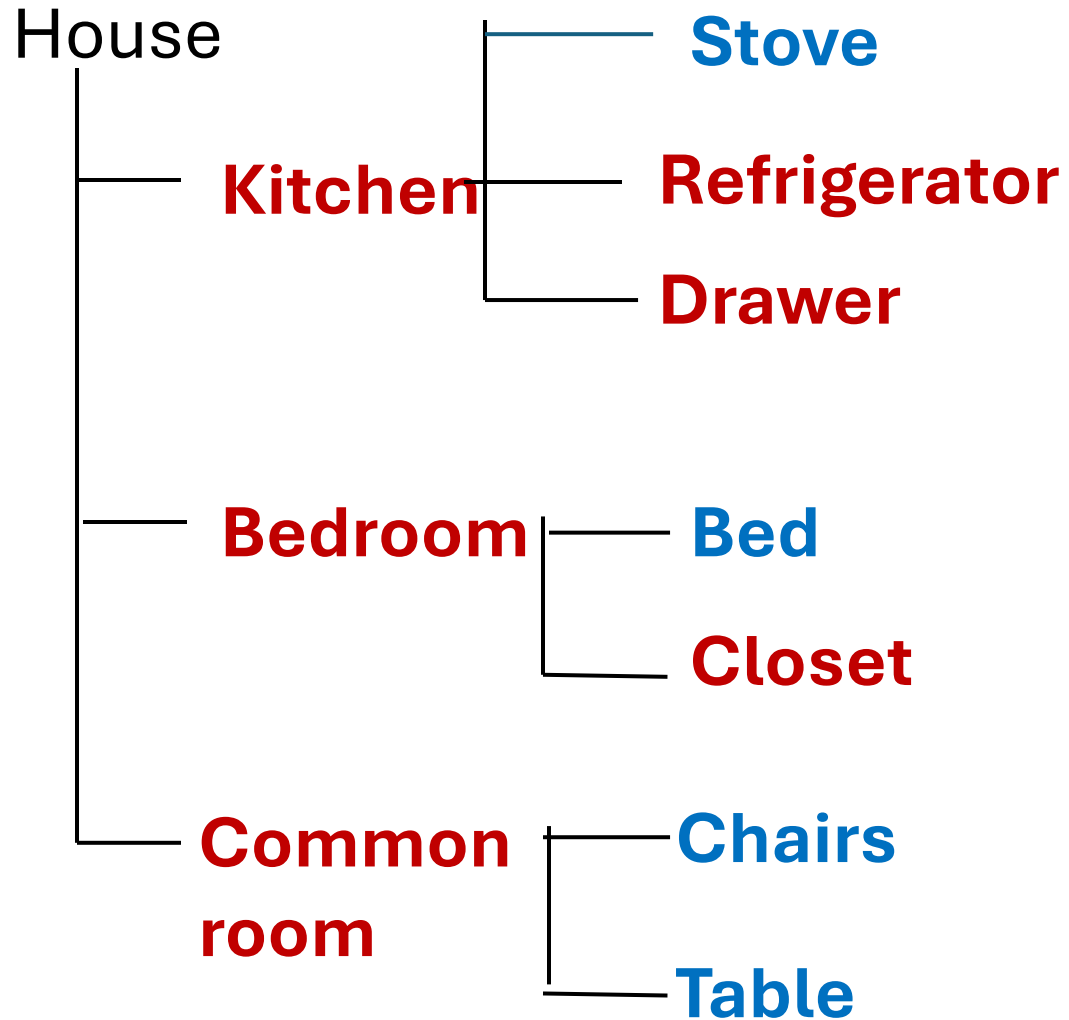 House
Kitchen
Stove
Refrigerator
Drawer
Bedroom
Bed
Closet
Common
room
Chairs
Table